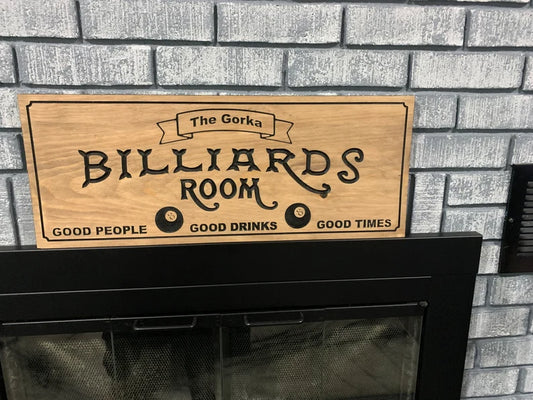 The Gorka
BILLIARDS
ROOM
GOOD PEOPLE GOOD DRINKS GOOD TIMES